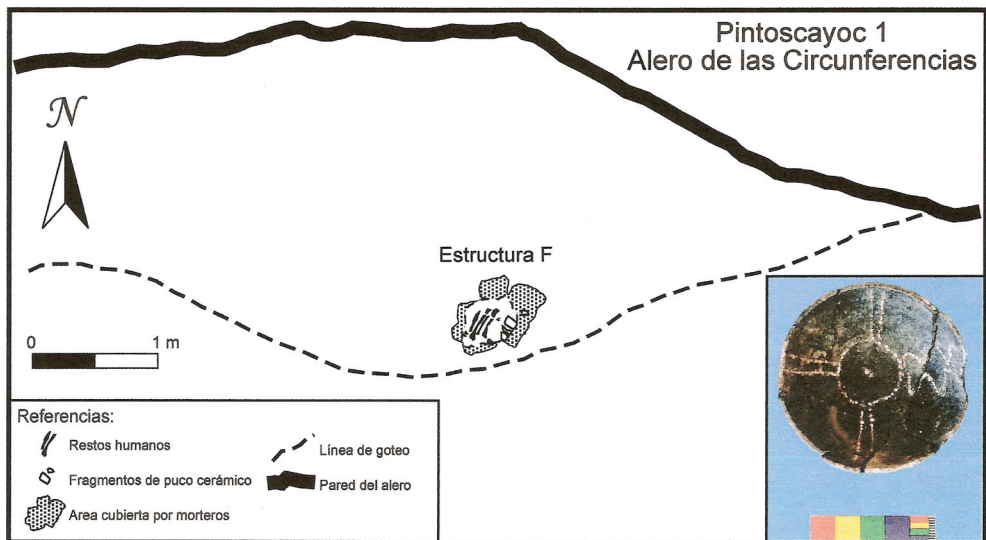 Pintoscayoc 1
Alero de las Circunferencias
N
Estructura F
0 1 m
Referencias:
Restos humanos
Fragmentos de puco cerámico
Area cubierta por morteros
Línea de goteo
Pared del alero